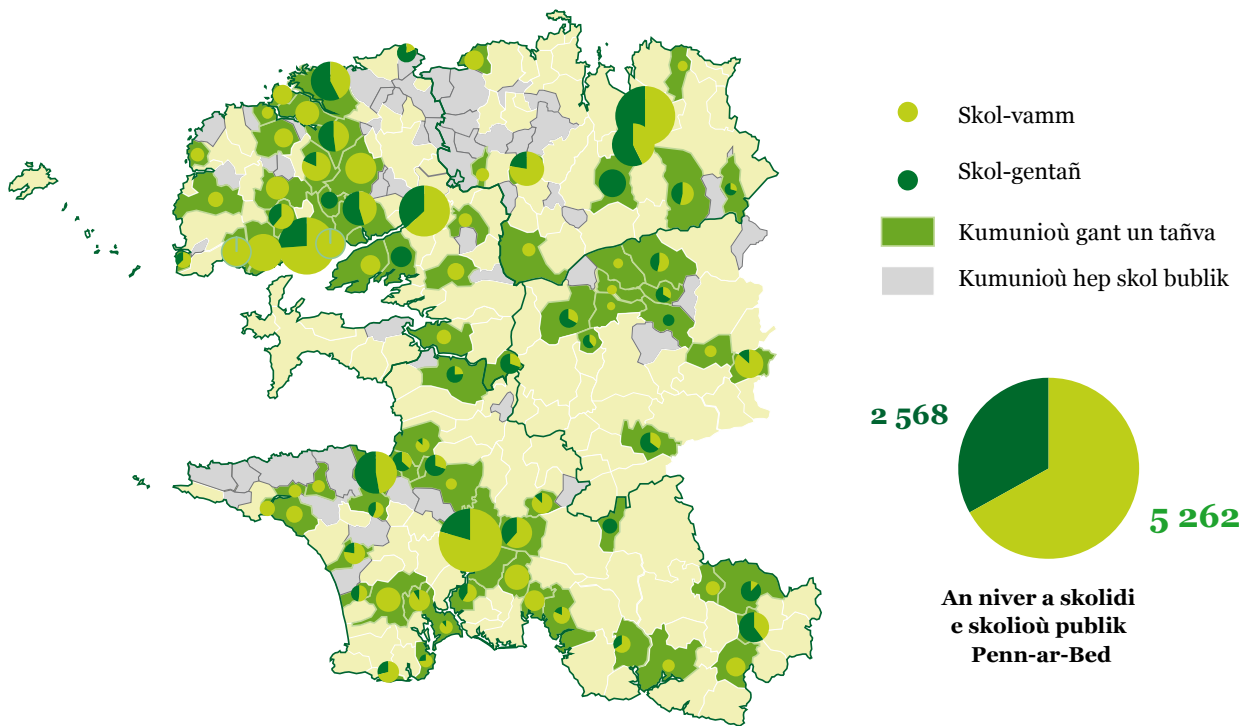 Skol-vamm
Skol-gentañ
Kumunioù gant un tañva
Kumunioù hep skol bublik
2 568
5 262
An niver a skolidi
e skolioù publik
Penn-ar-Bed